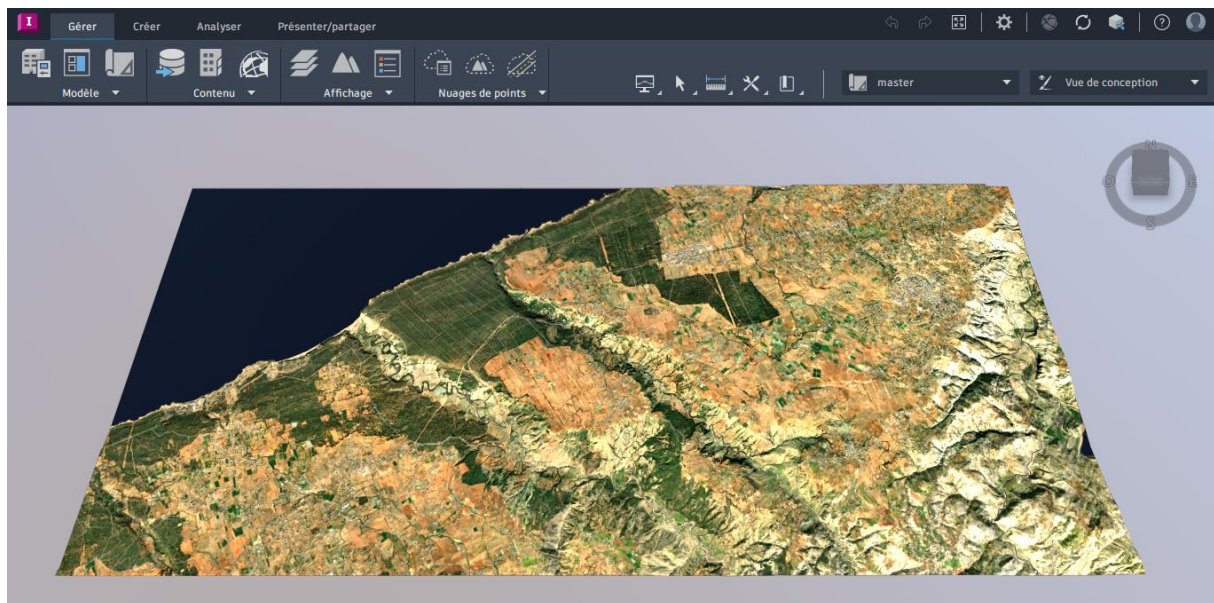 I
Gérer
Créer
Analyser
Présenter/partager
Modèle
Contenu
Affichage
Nuages de points
master
Vue de conception
N
O
E
S